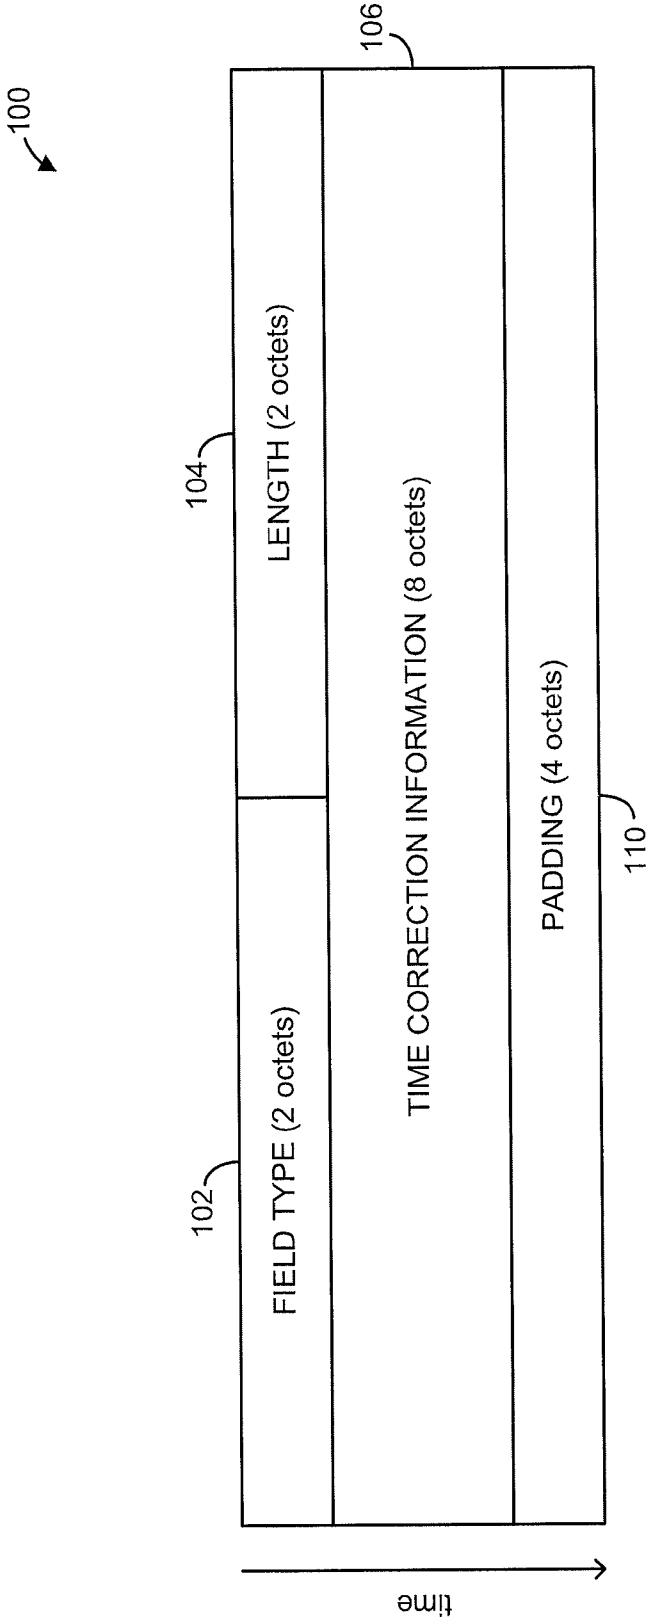 100
102
FIELD TYPE (2 octets)
104
LENGTH (2 octets)
106
TIME CORRECTION INFORMATION (8 octets)
PADDING (4 octets)
110
time